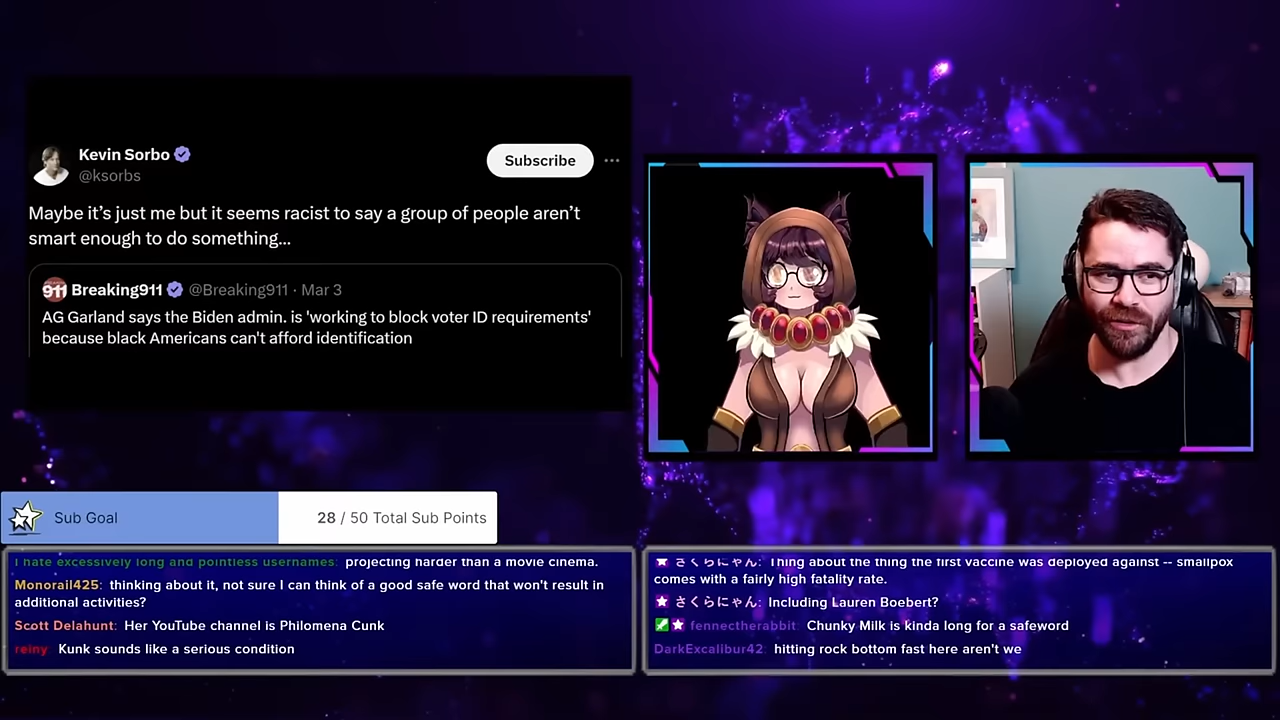 Kevin Sorbo
@ksorbs
Subscribe
Maybe it’s just me but it seems racist to say a group of people aren’t
smart enough to do something...
911 Breaking911 @Breaking911 · Mar 3
AG Garland says the Biden admin. is 'working to block voter ID requirements'
because black Americans can't afford identification
Sub Goal
28 / 50 Total Sub Points
I hate excessively long and pointless usernames: projecting harder than a movie cinema.
Monorail425: thinking about it, not sure I can think of a good safe word that won't result in
additional activities?
Scott Delahunt: Her YouTube channel is Philomena Cunk
reiny: Kunk sounds like a serious condition
さくらにゃん: Thing about the thing the first vaccine was deployed against -- smallpox
comes with a fairly high fatality rate.
さくらにゃん: Including Lauren Boebert?
fennectherabbit: Chunky Milk is kinda long for a safeword
DarkExcalibur42: hitting rock bottom fast here aren't we